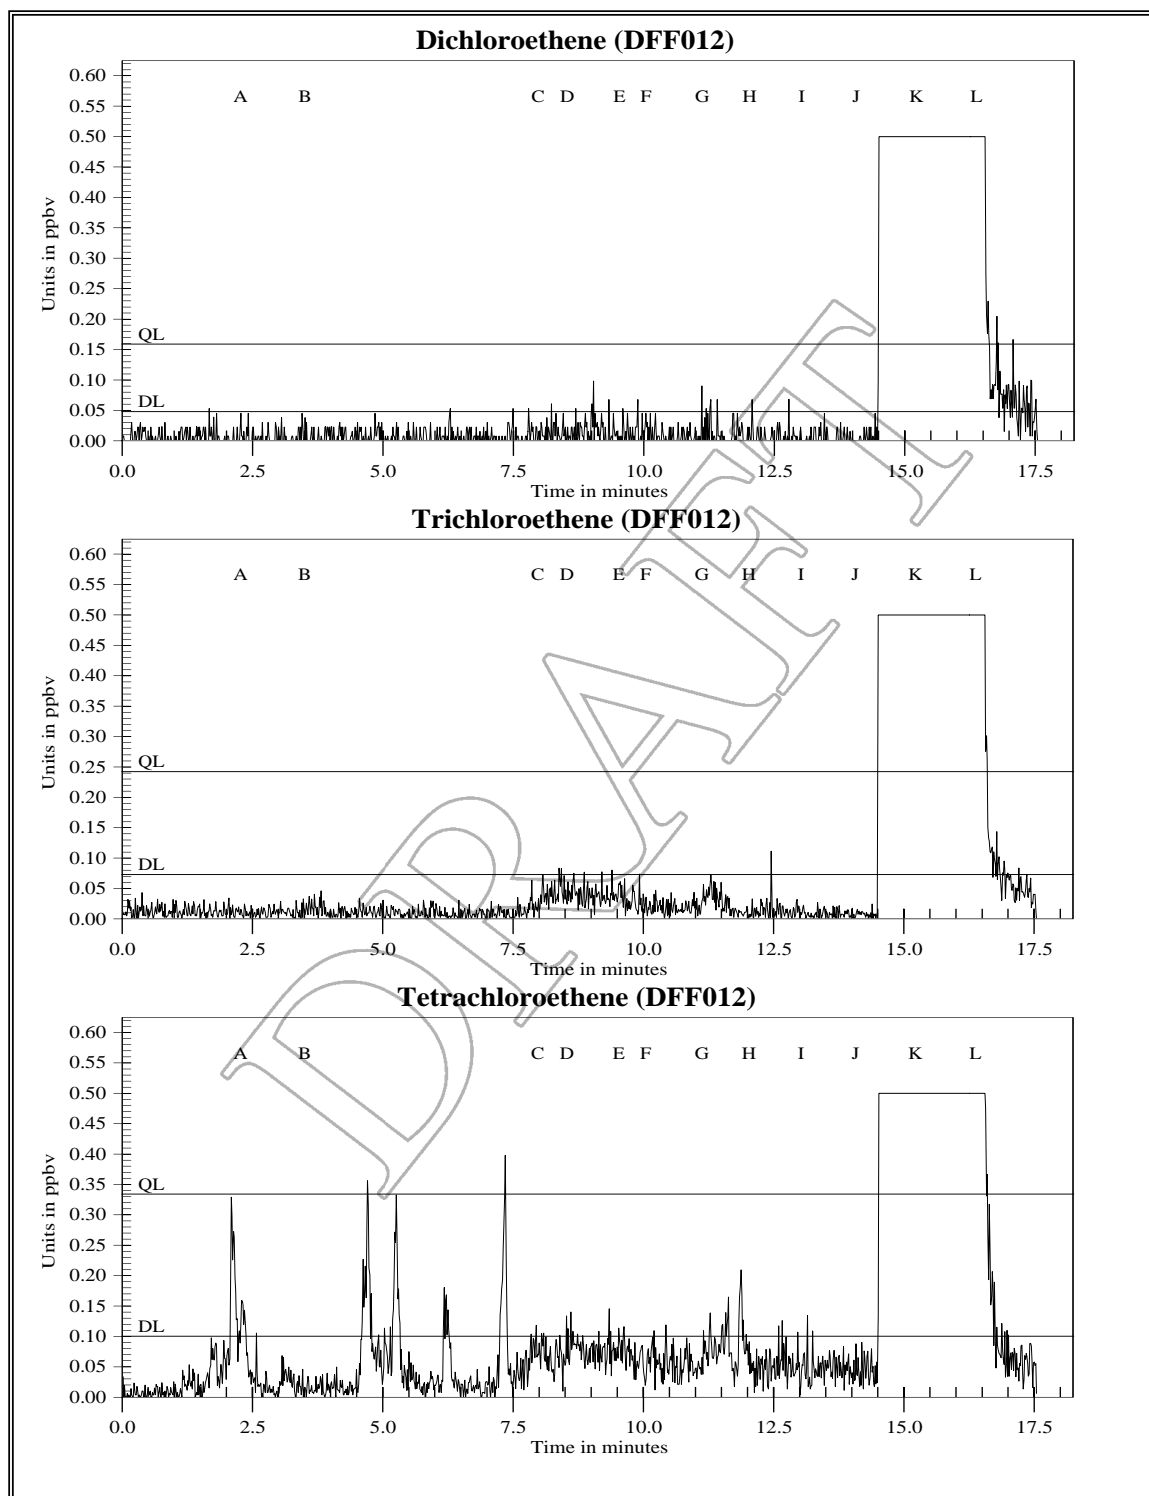 Dichloroethene (DFF012)
0.60
A B C D E F G H I J K L
0.55
0.50
0.45
0.40
0.35
0.30
0.25
0.20
QL
0.15
DL
0.10
0.05
0.00
Units in ppbv
0.0 2.5 5.0 7.5 10.0 12.5 15.0 17.5
Time in minutes
Trichloroethene (DFF012)
0.60
A B C D E F G H I J K L
0.55
0.50
0.45
0.40
0.35
0.30
QL
0.25
0.20
0.15
DL
0.10
0.05
0.00
Units in ppbv
0.0 2.5 5.0 7.5 10.0 12.5 15.0 17.5
Time in minutes
Tetrachloroethene (DFF012)
0.60
A B C D E F G H I J K L
0.55
0.50
0.45
0.40
QL
0.35
0.30
0.25
0.20
0.15
DL
0.10
0.05
0.00
Units in ppbv
0.0 2.5 5.0 7.5 10.0 12.5 15.0 17.5
Time in minutes
DRAFT